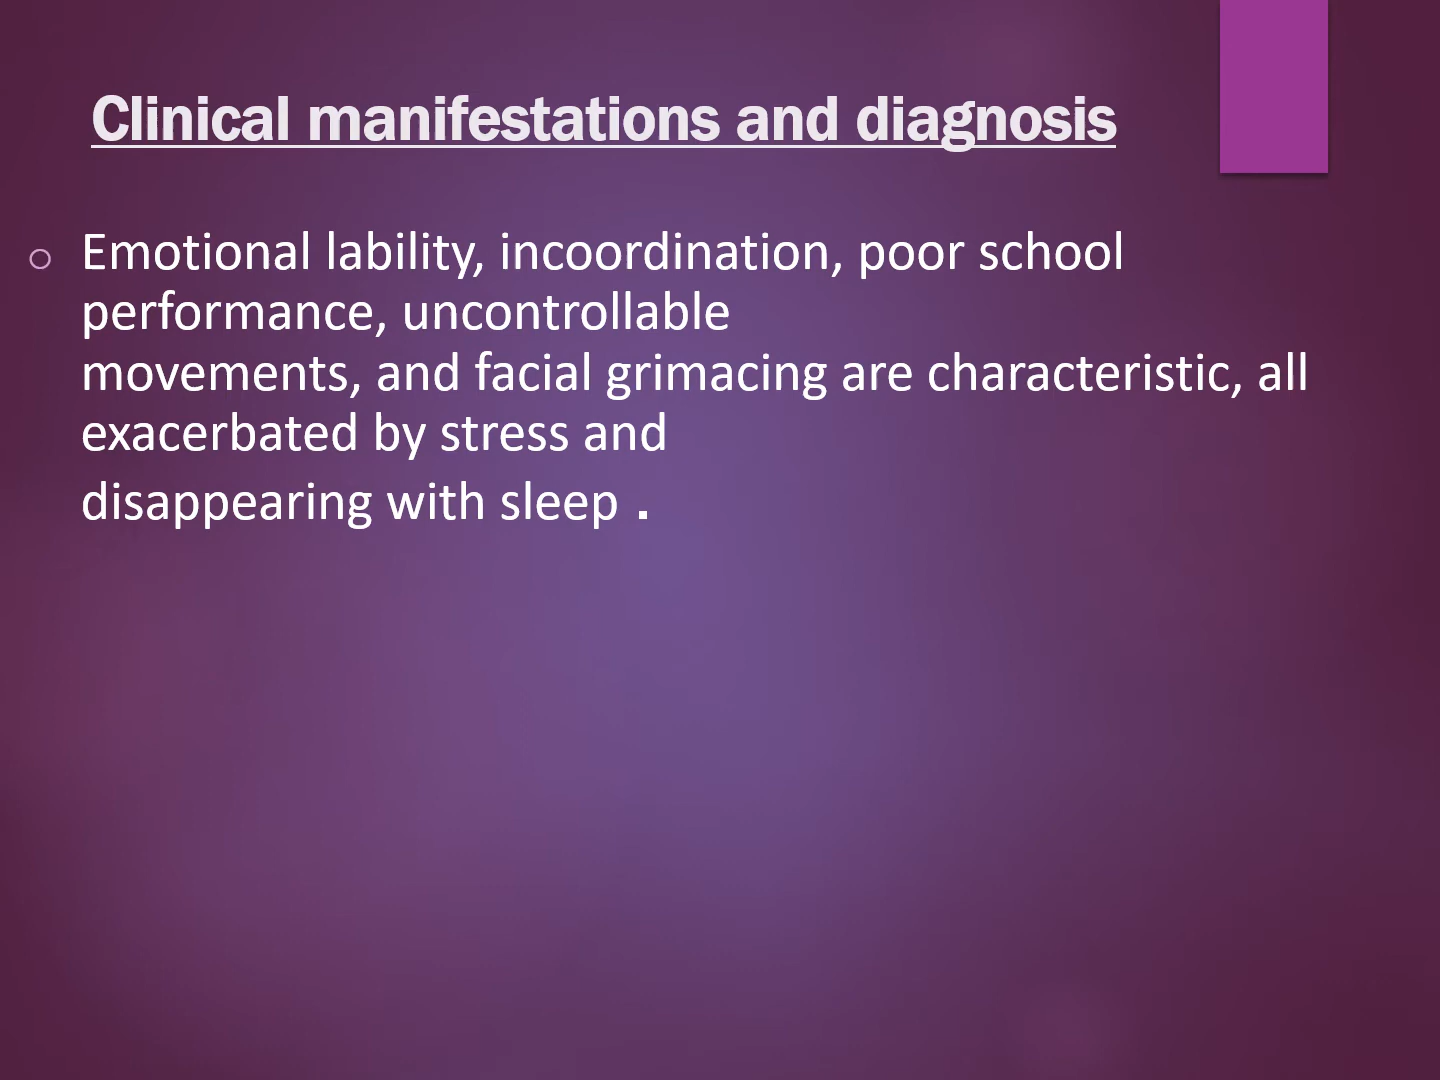 Clinical manifestations and diagnosis
Emotional lability, incoordination, poor school
performance, uncontrollable
movements, and facial grimacing are characteristic, all
exacerbated by stress and
disappearing with sleep .